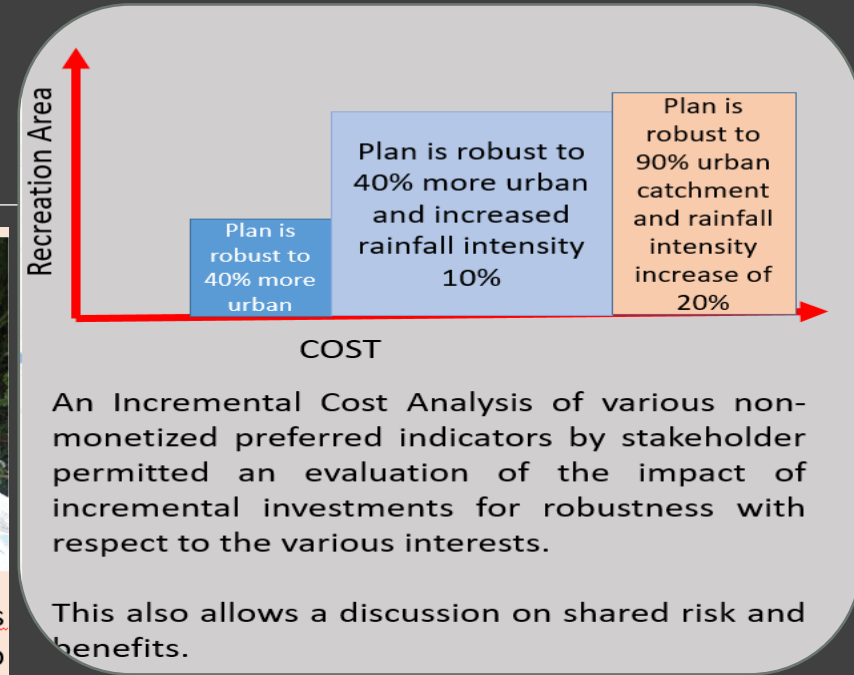 Recreation Area
Plan is
robust to
40% more
urban
Plan is robust to
40% more urban
and increased
rainfall intensity
10%
Plan is
robust to
90% urban
catchment
and rainfall
intensity
increase of
20%
COST
An Incremental Cost Analysis of various non-
monetized preferred indicators by stakeholder
permitted an evaluation of the impact of
incremental investments for robustness with
respect to the various interests.
This also allows a discussion on shared risk and
benefits.